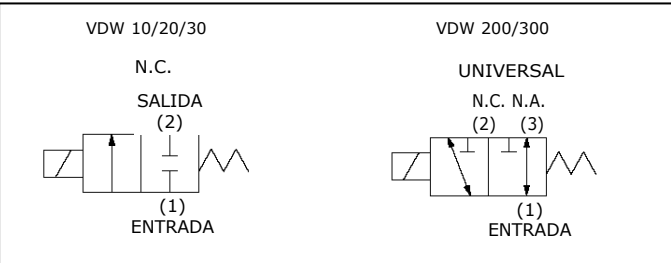 VDW 10/20/30
N.C.
SALIDA
(2)
(1)
ENTRADA
VDW 200/300
UNIVERSAL
N.C. N.A.
(2) (3)
(1)
ENTRADA